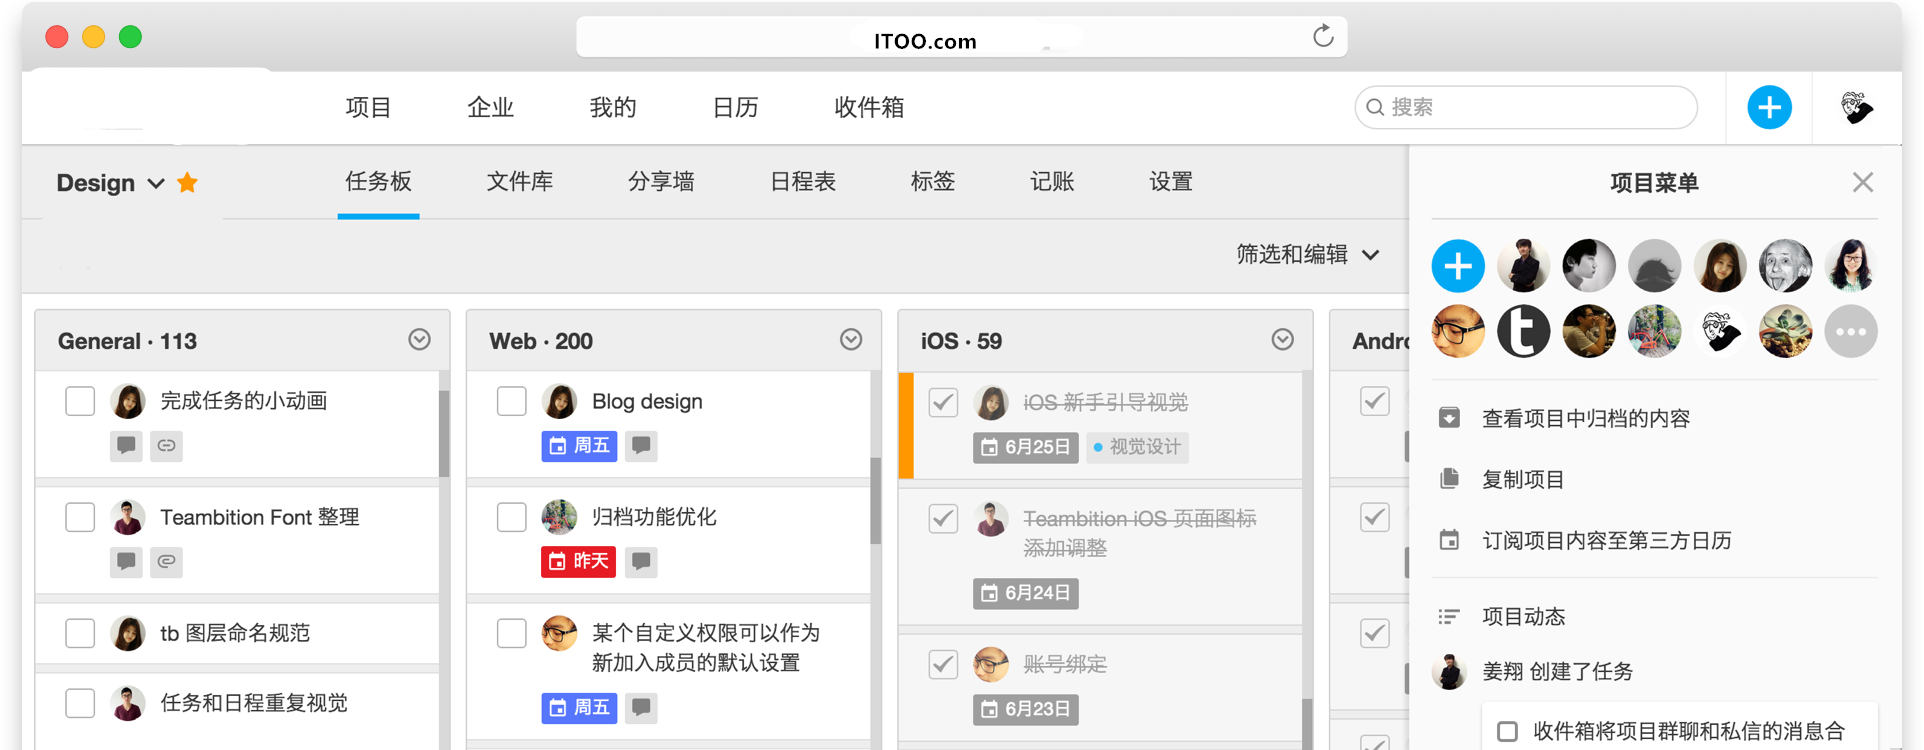 ITOO.com
项目 企业 我的 日历 收件箱 搜索
Design 任务板 文件库 分享墙 日程表 标签 记账 设置
筛选和编辑
General · 113
完成任务的小动画
Teambition Font 整理
tb 图层命名规范
任务和日程重复视觉
Web · 200
Blog design
周五
归档功能优化
昨天
某个自定义权限可以作为
新加入成员的默认设置
周五
iOS · 59
iOS 新手引导视觉
6月25日 视觉设计
Teambition iOS 页面图标
添加调整
6月24日
账号绑定
6月23日
项目菜单
t
查看项目中归档的内容
复制项目
订阅项目内容至第三方日历
项目动态
姜翔 创建了任务
收件箱将项目群聊和私信的消息合